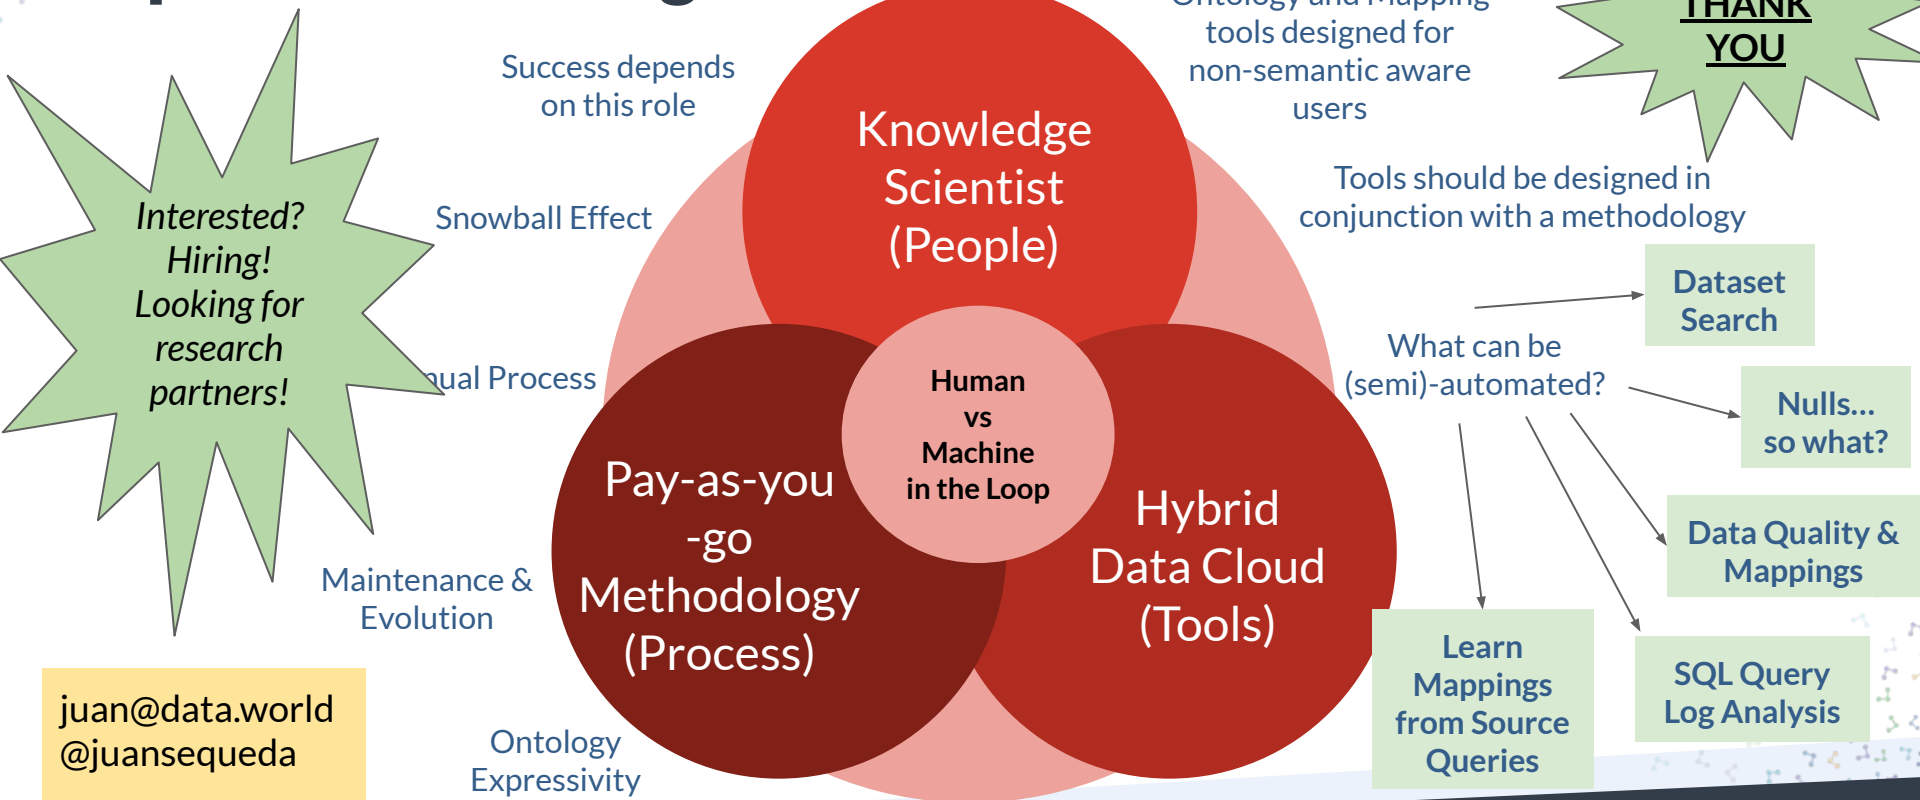 Ontology and Mapping
tools designed for
non-semantic aware
users
THANK
YOU
Success depends
on this role
Knowledge
Scientist
(People)
Tools should be designed in
conjunction with a methodology
Interested?
Hiring!
Looking for
research
partners!
Snowball Effect
Process
Dataset
Search
What can be
(semi)-automated?
Human
vs
Machine
in the Loop
Nulls...
so what?
Pay-as-you
-go
Methodology
(Process)
Hybrid
Data Cloud
(Tools)
Data Quality &
Mappings
Maintenance &
Evolution
Learn
Mappings
from Source
Queries
SQL Query
Log Analysis
juan@data.world
@juansequeda
Ontology
Expressivity